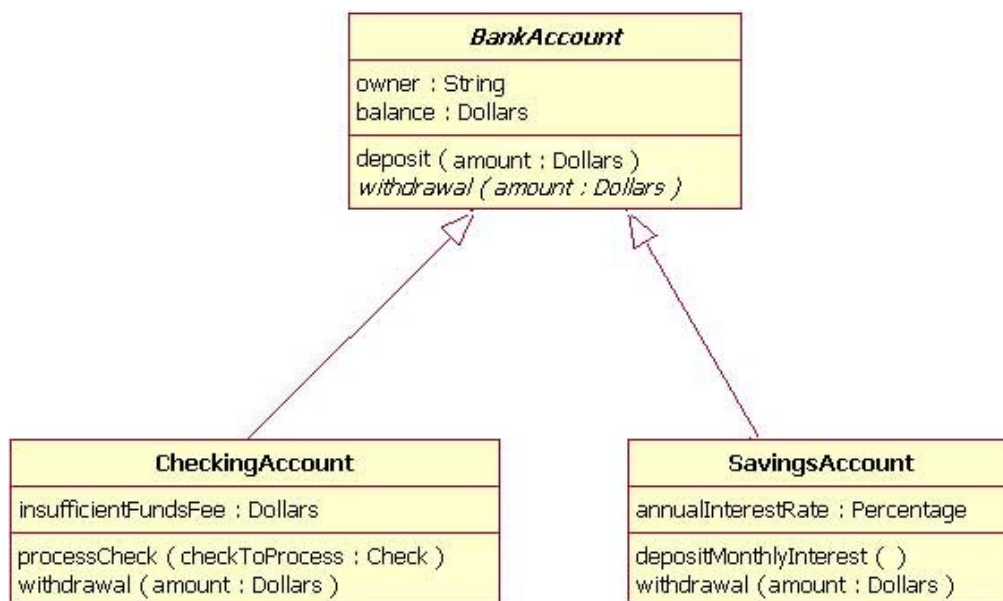 BankAccount
owner : String
balance : Dollars
deposit ( amount : Dollars )
withdrawal ( amount : Dollars )
CheckingAccount
insufficientFundsFee : Dollars
processCheck ( checkToProcess : Check )
withdrawal ( amount : Dollars )
SavingsAccount
annualInterestRate : Percentage
depositMonthlyInterest ( )
withdrawal ( amount : Dollars )